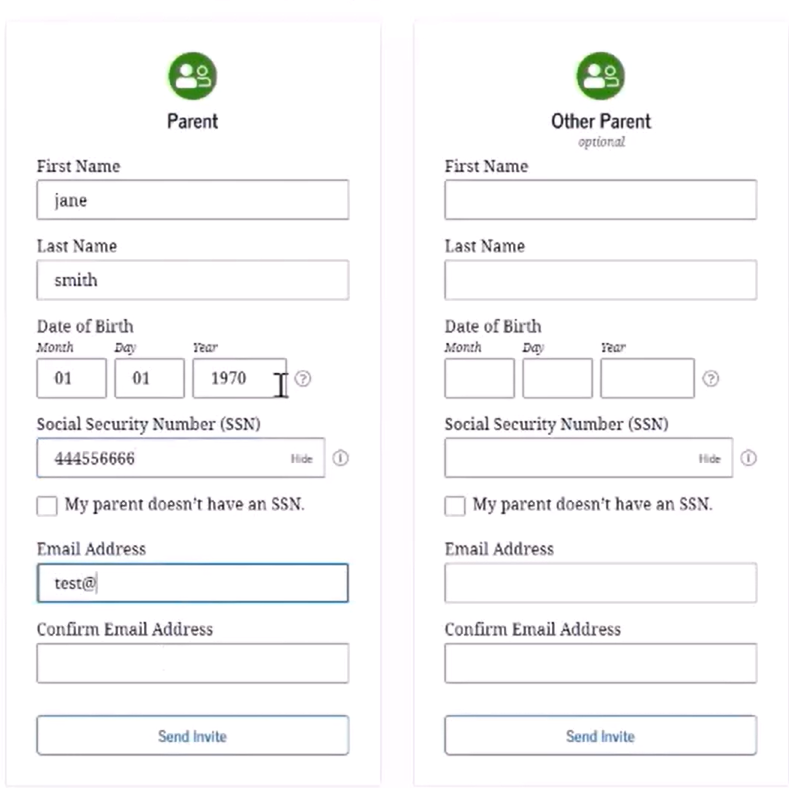 Parent
First Name
jane
Last Name
smith
Date of Birth
Month Day Year
01 01 1970 ?
Social Security Number (SSN)
444556666 Hide i
My parent doesn't have an SSN.
Email Address
test@
Confirm Email Address
Send Invite
Other Parent
optional
First Name
Last Name
Date of Birth
Month Day Year
?
Social Security Number (SSN)
Hide i
My parent doesn't have an SSN.
Email Address
Confirm Email Address
Send Invite